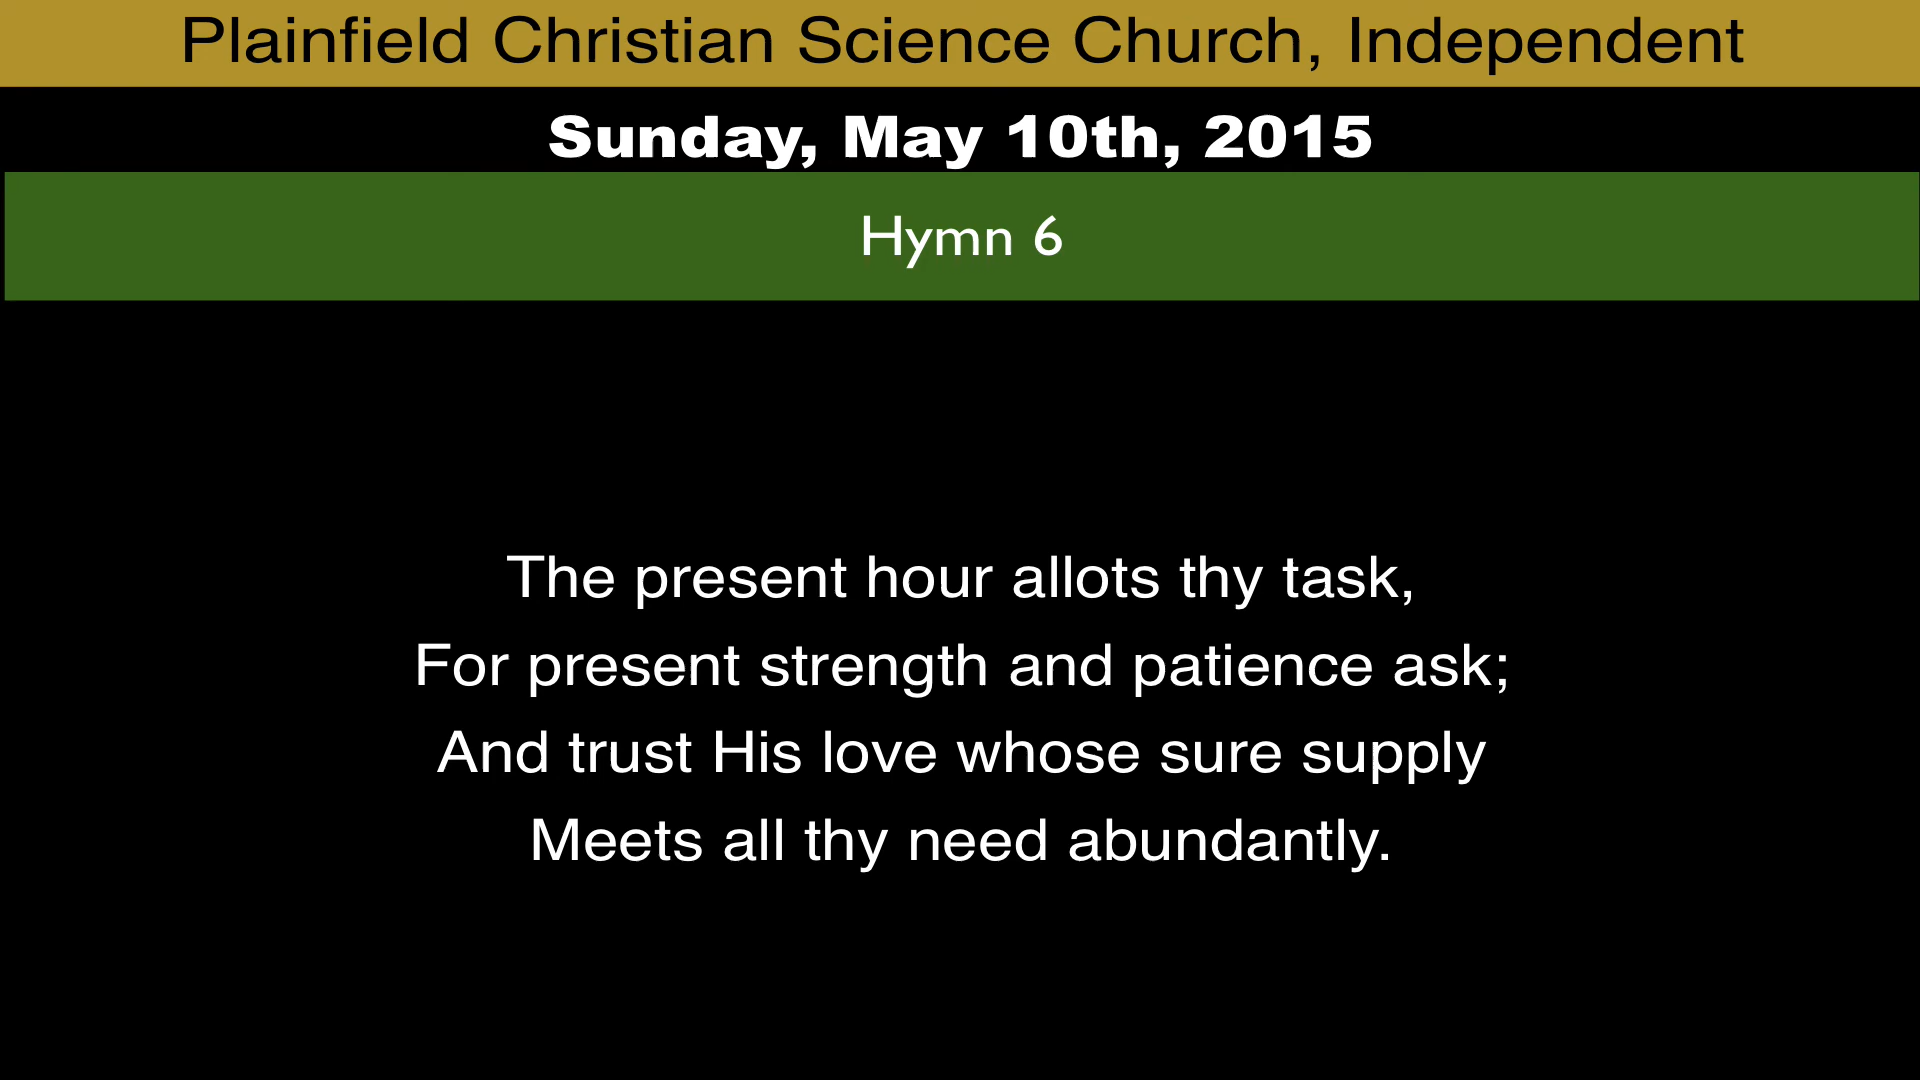 Plainfield Christian Science Church, Independent
Sunday, May 10th, 2015
Hymn 6
The present hour allots thy task,
For present strength and patience ask;
And trust His love whose sure supply
Meets all thy need abundantly.